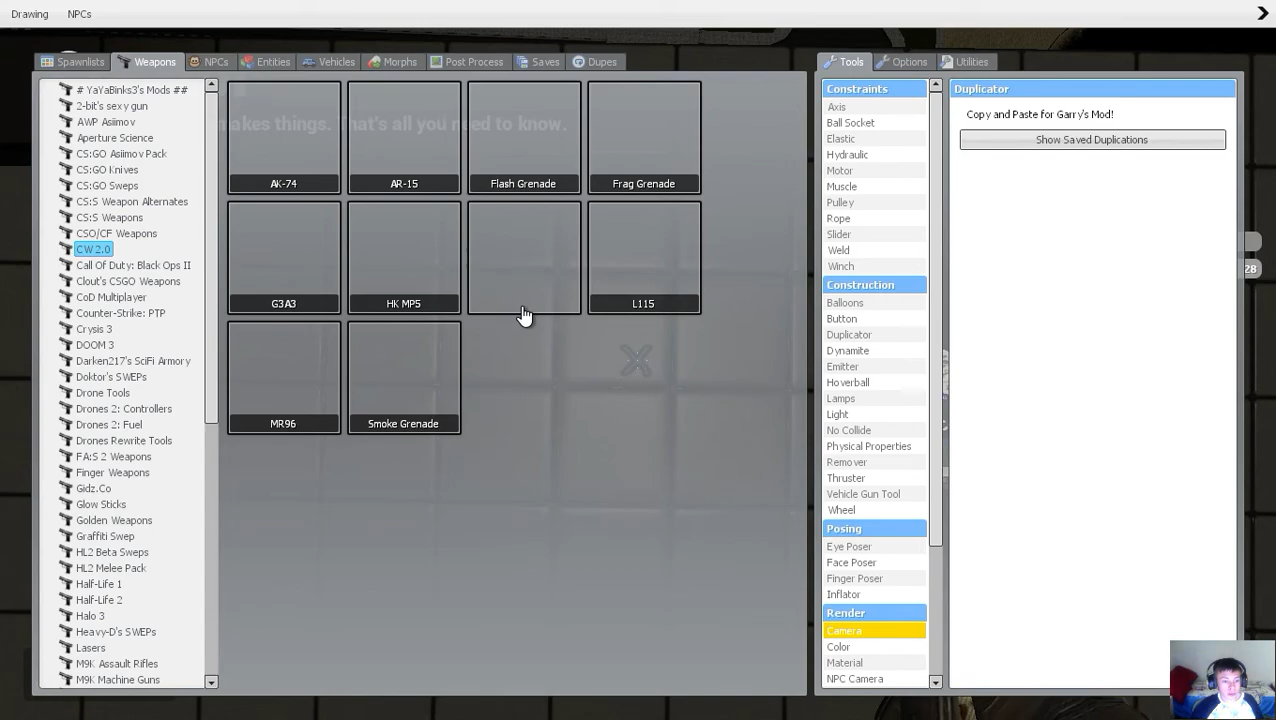 Drawing NPCs
Spawnlists Weapons NPCs Entities Vehicles Morphs Post Process Saves Dupes
# YaYaBinks3's Mods ##
2-bit's sexy gun
AWP Asiimov
Aperture Science
CS:GO Asiimov Pack
CS:GO Knives
CS:GO Sweps
CS:S Weapon Alternates
CS:S Weapons
CSO/CF Weapons
CW 2.0
Call Of Duty: Black Ops II
Clout's CSGO Weapons
CoD Multiplayer
Counter-Strike: PTP
Crysis 3
DOOM 3
Darken217's SciFi Armory
Doktor's SWEPs
Drone Tools
Drones 2: Controllers
Drones 2: Fuel
Drones Rewrite Tools
FA:S 2 Weapons
Finger Weapons
Gidz.Co
Glow Sticks
Golden Weapons
Graffiti Swep
HL2 Beta Sweps
HL2 Melee Pack
Half-Life 1
Half-Life 2
Halo 3
Heavy-D's SWEPs
Lasers
M9K Assault Rifles
M9K Machine Guns
makes things. That's all you need to know.
AK-74 AR-15 Flash Grenade Frag Grenade
G3A3 HK MP5 L115
MR96 Smoke Grenade
Tools Options Utilities
Constraints
Axis
Ball Socket
Elastic
Hydraulic
Motor
Muscle
Pulley
Rope
Slider
Weld
Winch
Construction
Balloons
Button
Duplicator
Dynamite
Emitter
Hoverball
Lamps
Light
No Collide
Physical Properties
Remover
Thruster
Vehicle Gun Tool
Wheel
Posing
Eye Poser
Face Poser
Finger Poser
Inflator
Render
Camera
Color
Material
NPC Camera
Duplicator
Copy and Paste for Garry's Mod!
Show Saved Duplications
28